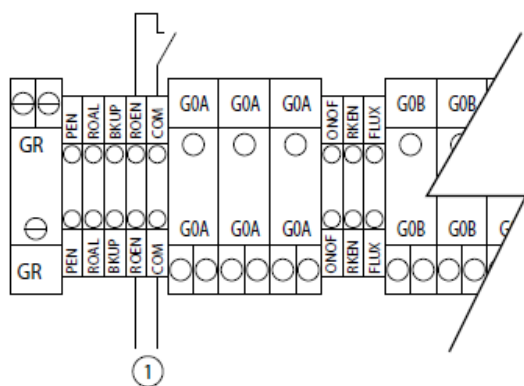 GR PEN ROAL BKUP ROEN COM G0A G0A G0A ONOF RKEN FLUX G0B G0B
G0A G0A G0A G0B G0B
GR PEN ROAL BKUP ROEN COM ONOF RKEN FLUX
1